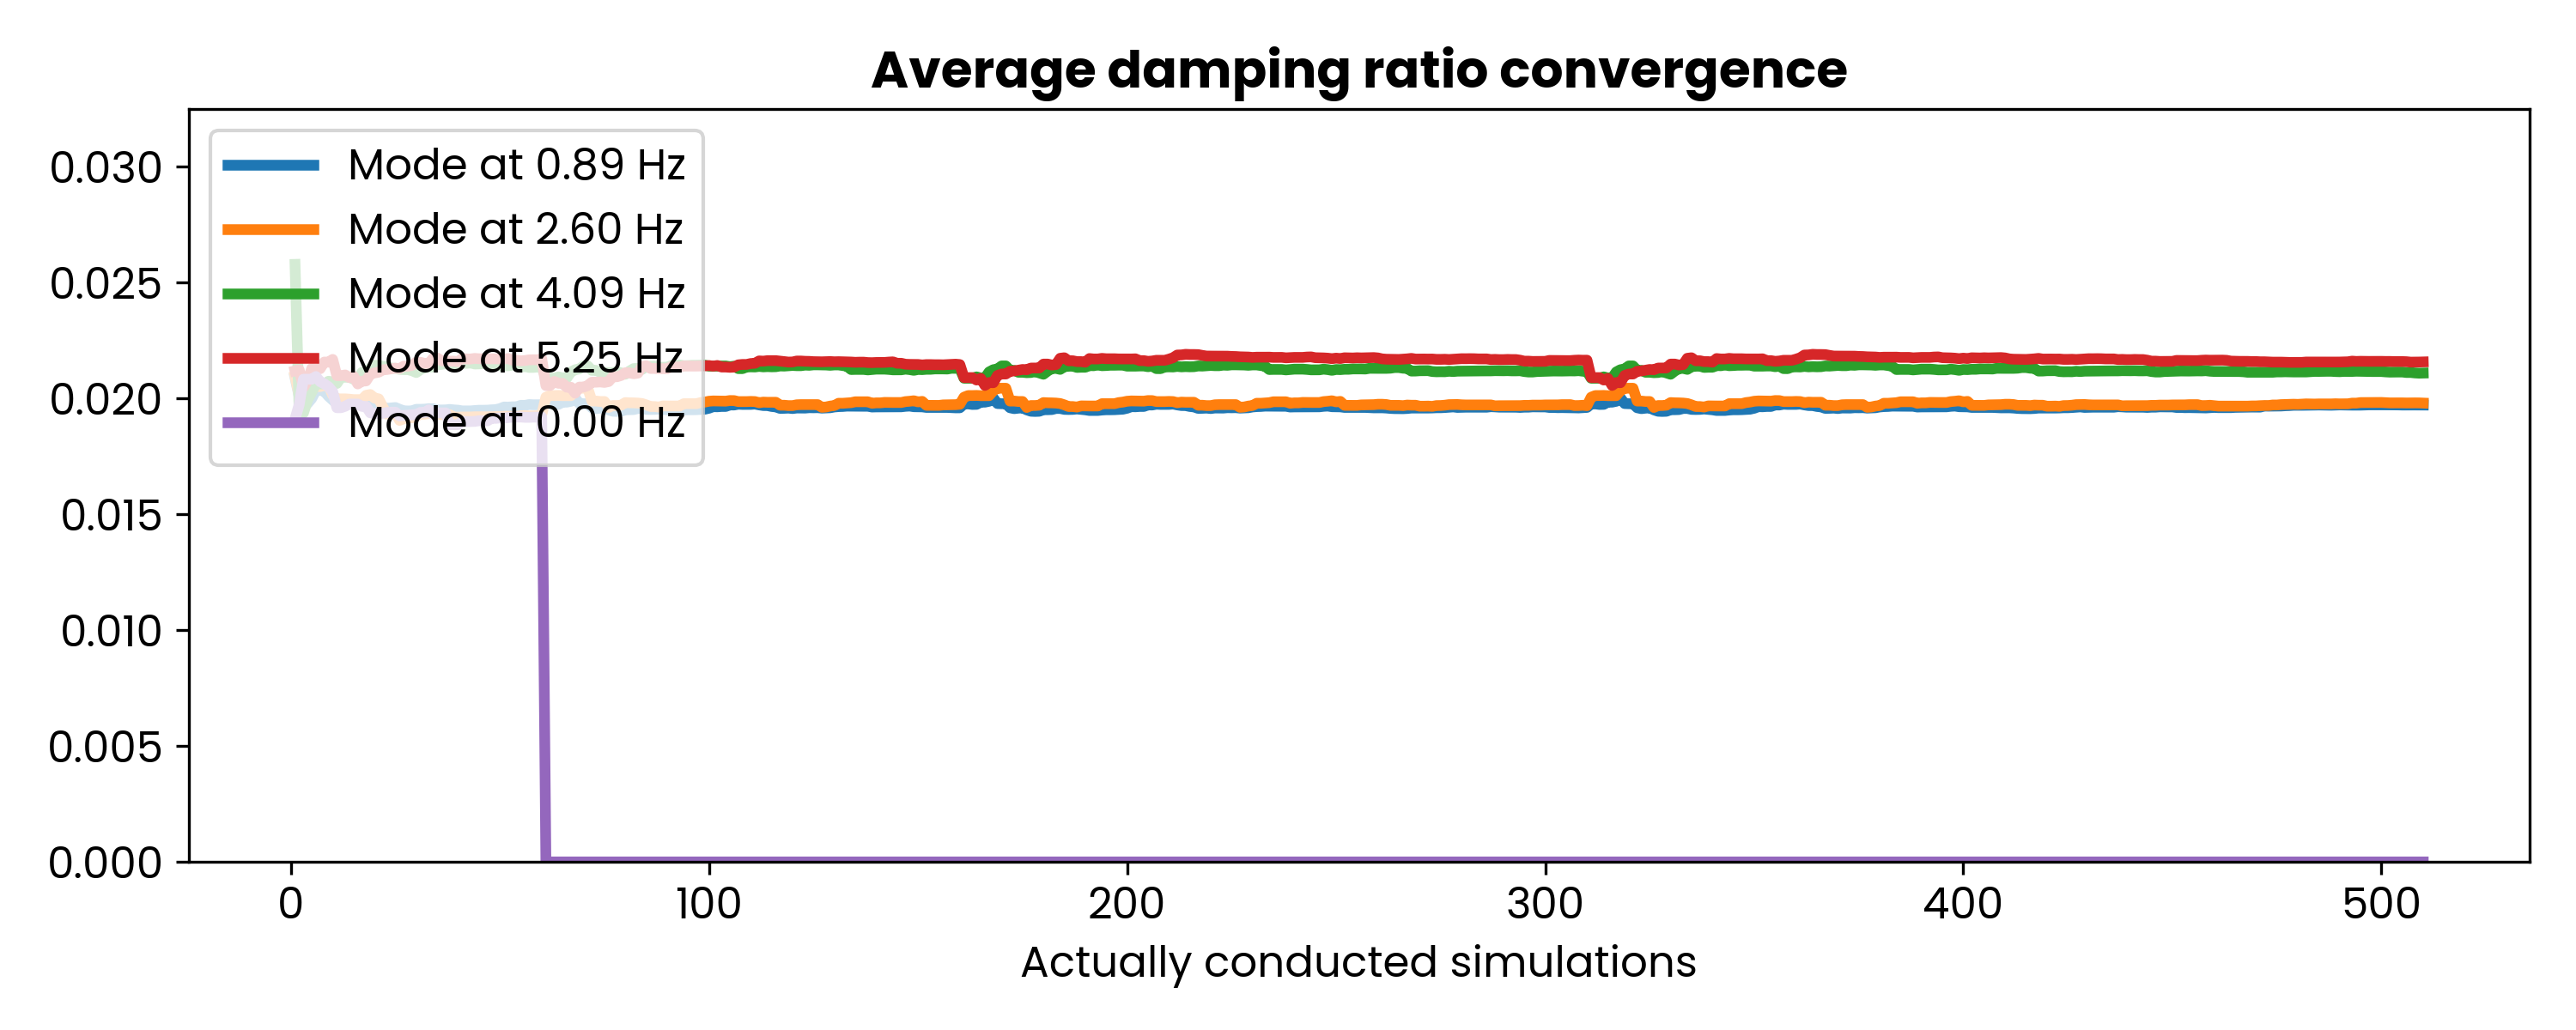 Average damping ratio convergence
0.030
0.025
0.020
0.015
0.010
0.005
0.000
Mode at 0.89 Hz
Mode at 2.60 Hz
Mode at 4.09 Hz
Mode at 5.25 Hz
Mode at 0.00 Hz
0 100 200 300 400 500
Actually conducted simulations